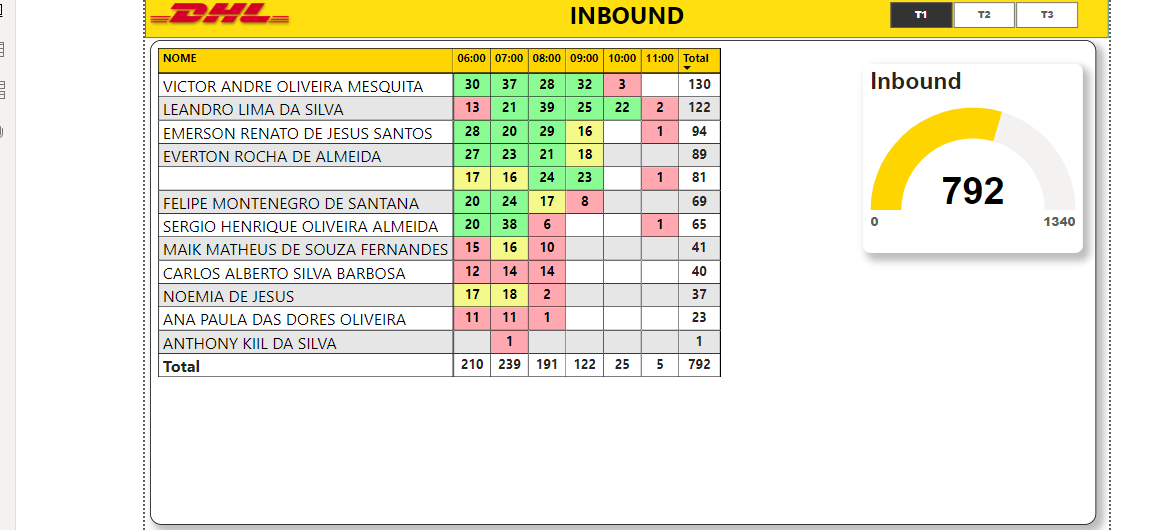 DHL INBOUND T1 T2 T3
NOME 06:00 07:00 08:00 09:00 10:00 11:00 Total
VICTOR ANDRE OLIVEIRA MESQUITA 30 37 28 32 3 130
LEANDRO LIMA DA SILVA 13 21 39 25 22 2 122
EMERSON RENATO DE JESUS SANTOS 28 20 29 16 1 94
EVERTON ROCHA DE ALMEIDA 27 23 21 18 89
17 16 24 23 1 81
FELIPE MONTENEGRO DE SANTANA 20 24 17 8 69
SERGIO HENRIQUE OLIVEIRA ALMEIDA 20 38 6 1 65
MAIK MATHEUS DE SOUZA FERNANDES 15 16 10 41
CARLOS ALBERTO SILVA BARBOSA 12 14 14 40
NOEMIA DE JESUS 17 18 2 37
ANA PAULA DAS DORES OLIVEIRA 11 11 1 23
ANTHONY KIIL DA SILVA 1 1
Total 210 239 191 122 25 5 792
Inbound
792
0 1340